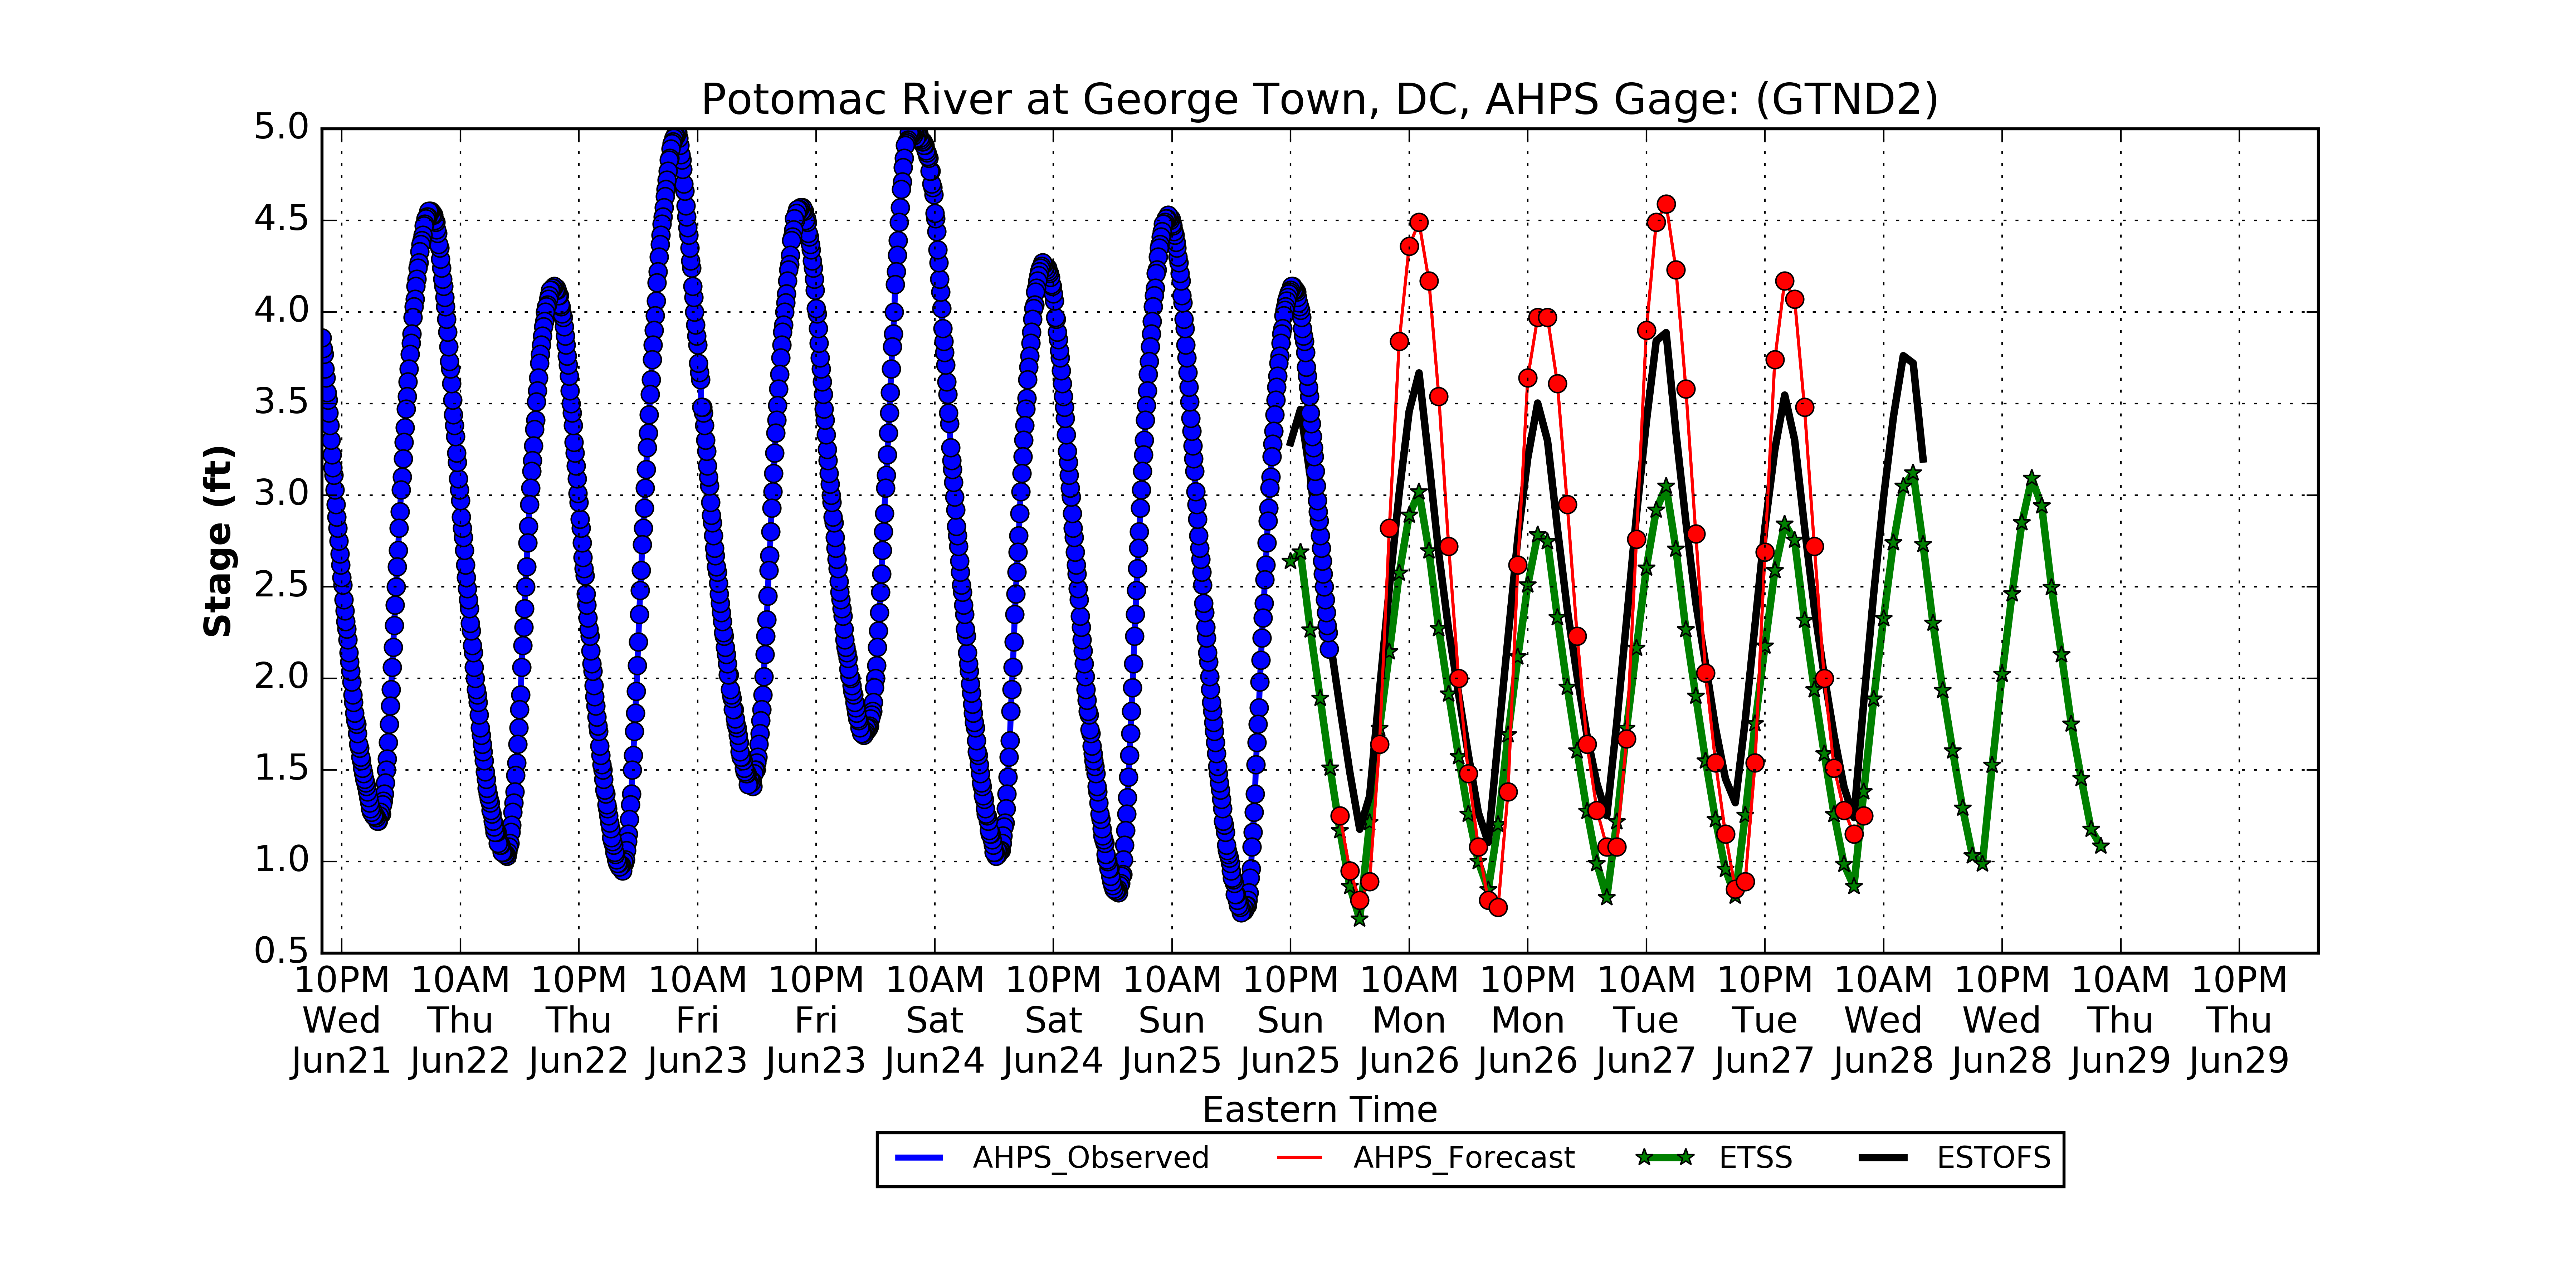 Potomac River at George Town, DC, AHPS Gage: (GTND2)
5.0
4.5
4.0
3.5
3.0
2.5
2.0
1.5
1.0
0.5
Stage (ft)
10PM 10AM 10PM 10AM 10PM 10AM 10PM 10AM 10PM 10AM 10PM 10AM 10PM 10AM 10PM 10AM 10PM
Wed Thu Thu Fri Fri Sat Sat Sun Sun Mon Mon Tue Tue Wed Wed Thu Thu
Jun21 Jun22 Jun22 Jun23 Jun23 Jun24 Jun24 Jun25 Jun25 Jun26 Jun26 Jun27 Jun27 Jun28 Jun28 Jun29 Jun29
Eastern Time
AHPS_Observed AHPS_Forecast ETSS ESTOFS